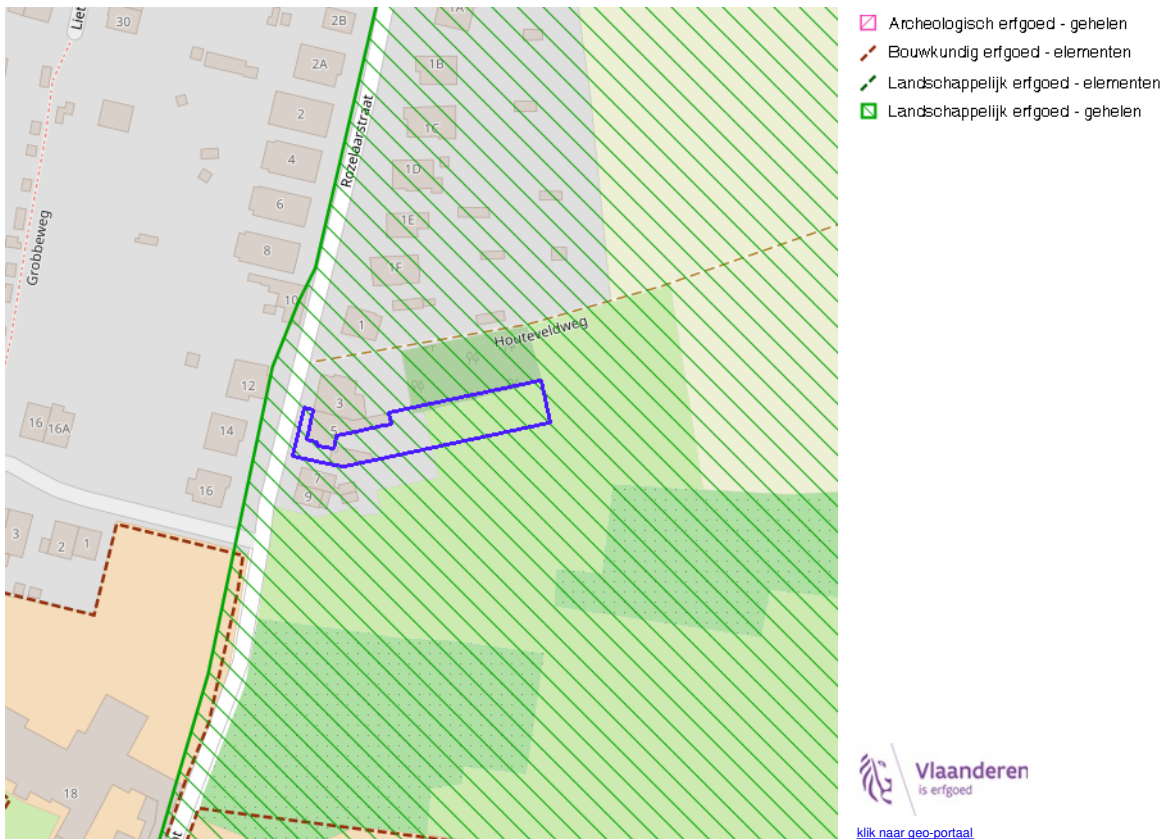 Liet
30
2B
1A
2A
1B
2
1C
Rozelaarstraat
4
1D
6
1E
Grobbeweg
8
1F
10
1
Houteveldweg
12
3
16 16A
14
5
7
16
9
3
2
1
18
nt
Archeologisch erfgoed - gehelen
Bouwkundig erfgoed - elementen
Landschappelijk erfgoed - elementen
Landschappelijk erfgoed - gehelen
Vlaanderen
is erfgoed
klik naar geo-portaal